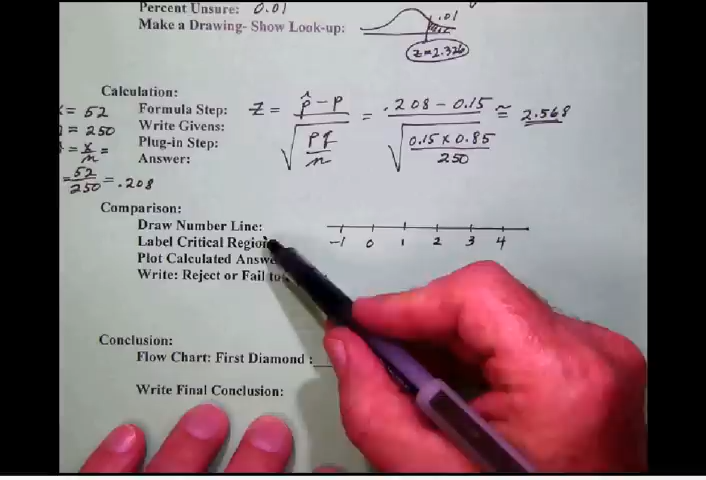 Percent Unsure: 0.01
Make a Drawing- Show Look-up:
.01
z=2.326
Calculation:
= 52 Formula Step: Z = p̂ - p / √(pq/n) = .208 - 0.15 / √(0.15 x 0.85 / 250) ≅ 2.568
= 250 Write Givens:
= x/n = Plug-in Step:
Answer:
= 52/250 = .208
Comparison:
Draw Number Line:
-1 0 1 2 3 4
Label Critical Region
Plot Calculated Answe
Write: Reject or Fail to
Conclusion:
Flow Chart: First Diamond :
Write Final Conclusion: